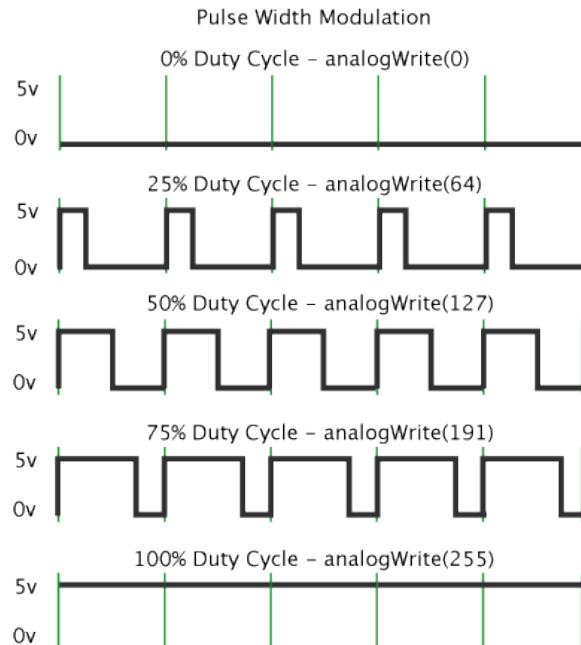 Pulse Width Modulation
0% Duty Cycle – analogWrite(0)
5v
0v
25% Duty Cycle – analogWrite(64)
5v
0v
50% Duty Cycle – analogWrite(127)
5v
0v
75% Duty Cycle – analogWrite(191)
5v
0v
100% Duty Cycle – analogWrite(255)
5v
0v